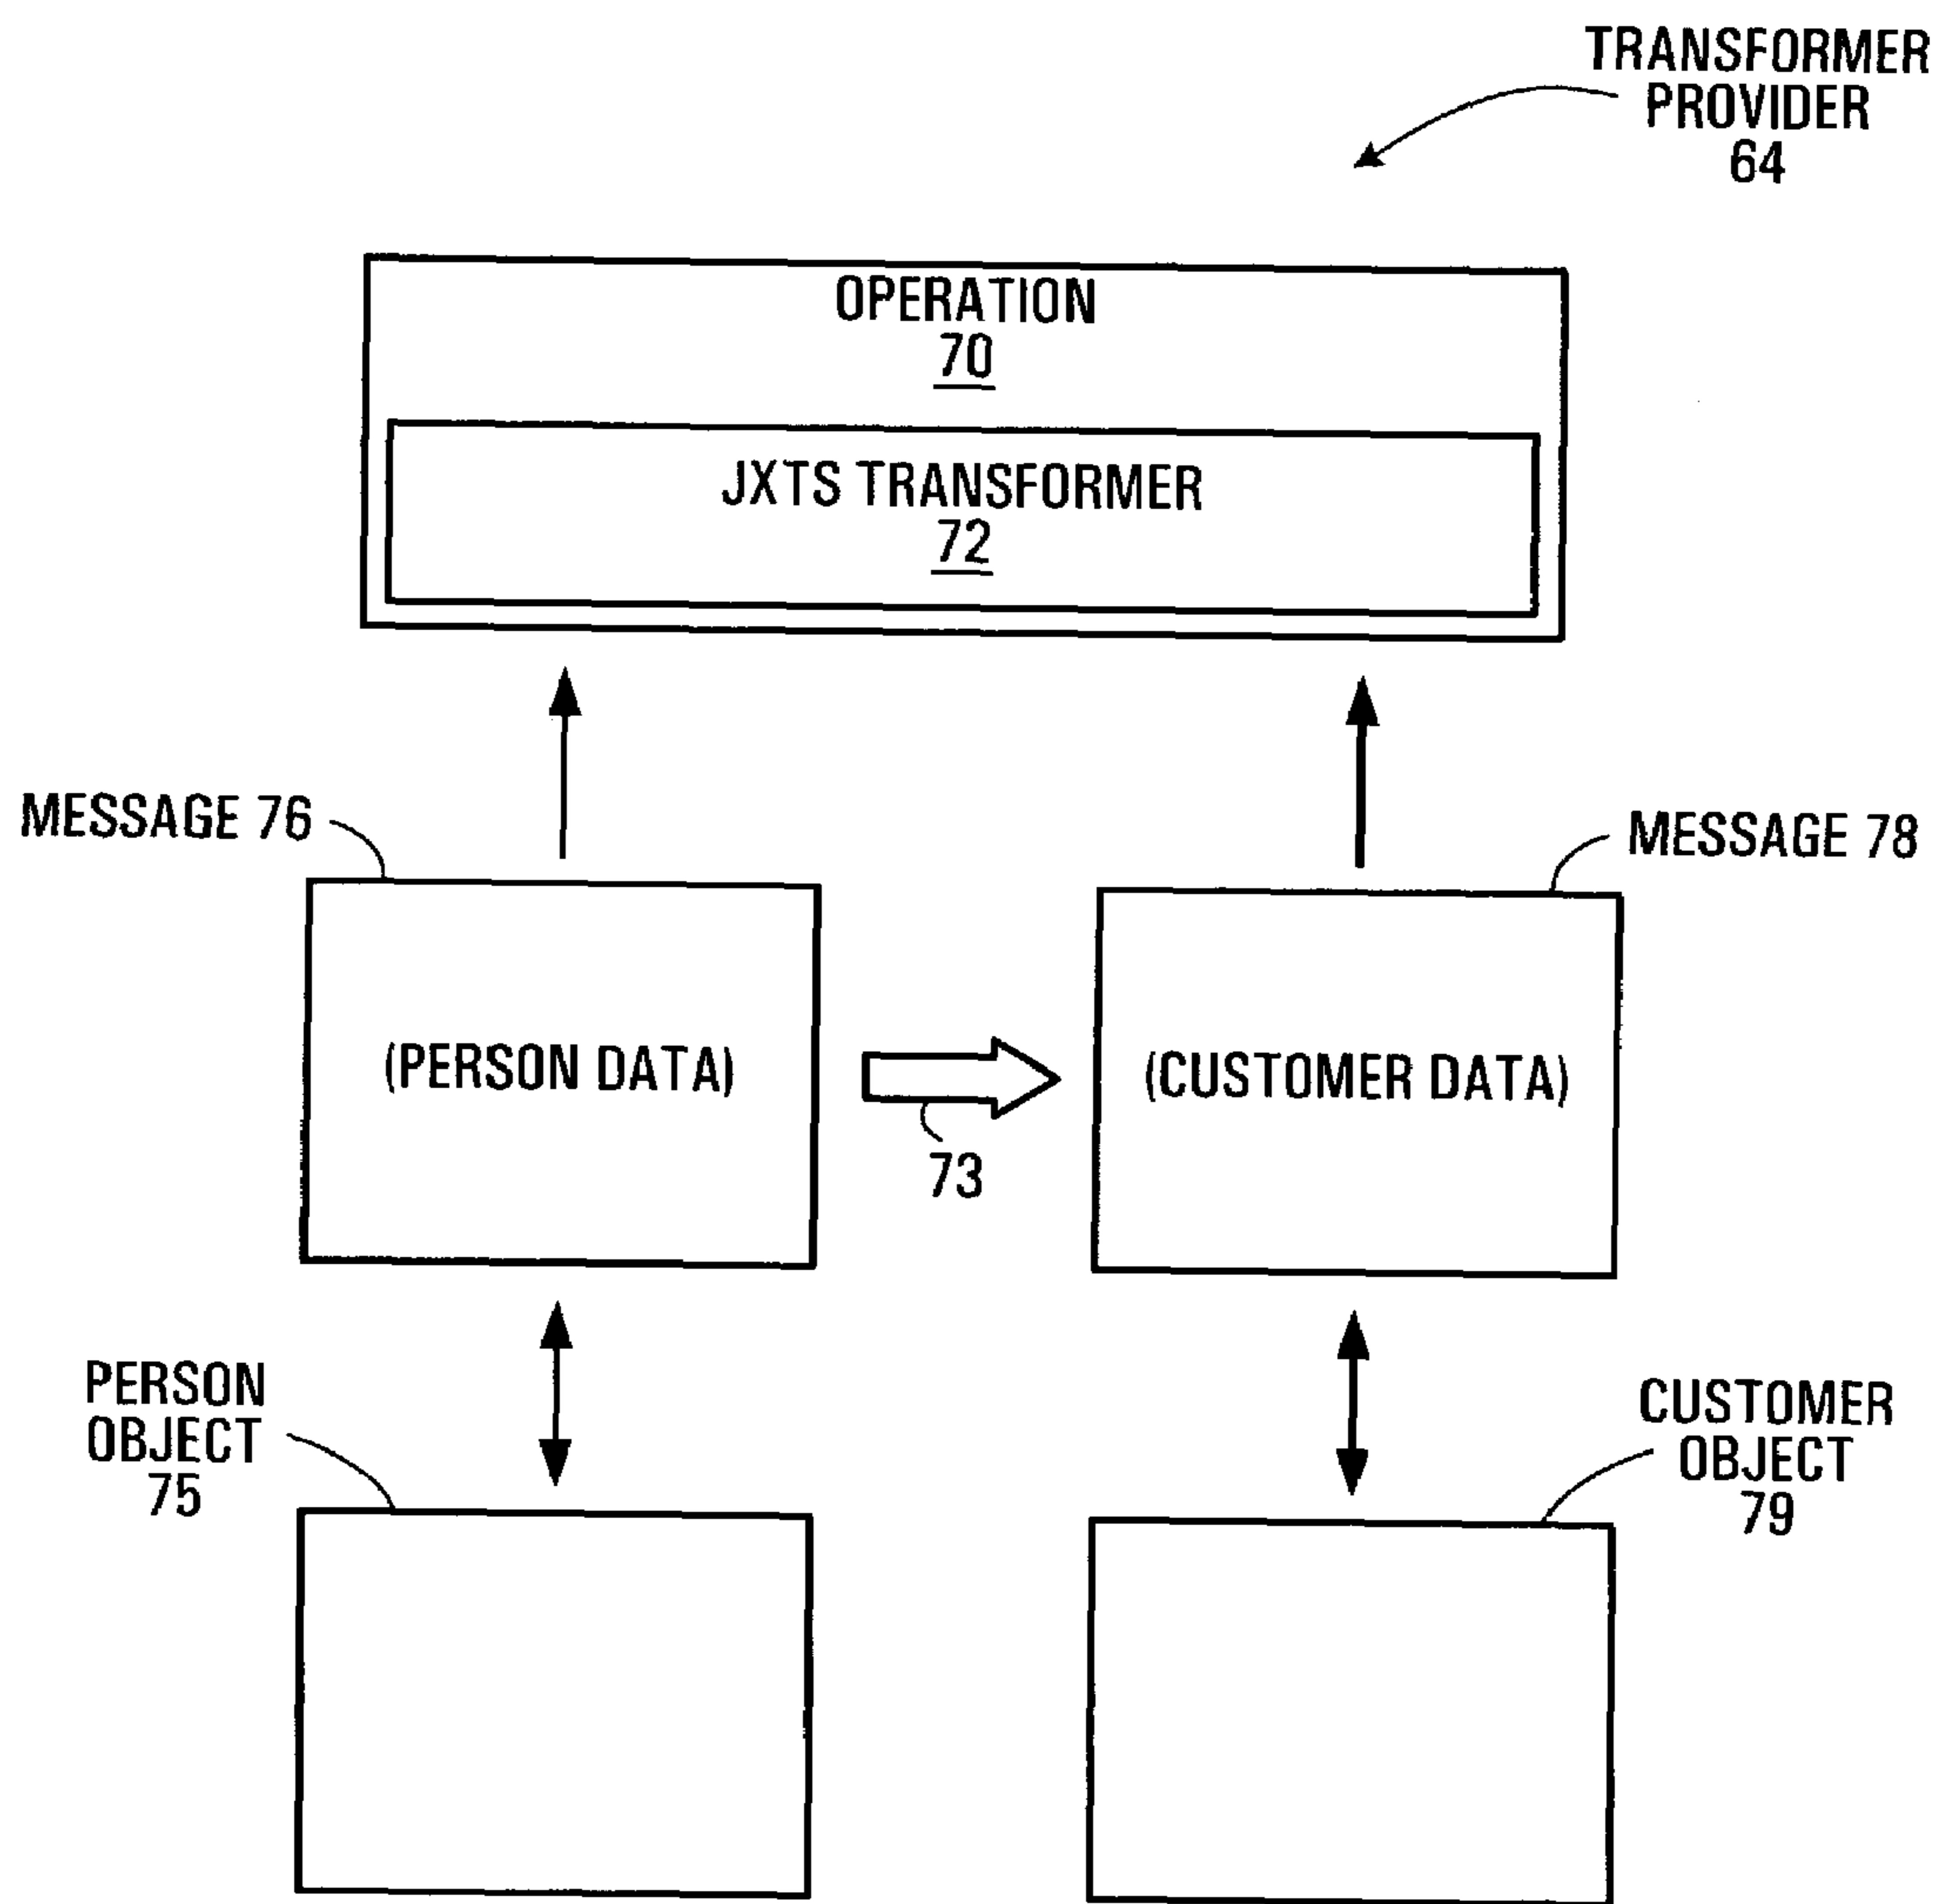 TRANSFORMER
PROVIDER
64
OPERATION
70
JXTS TRANSFORMER
72
MESSAGE 76
MESSAGE 78
(PERSON DATA)
(CUSTOMER DATA)
73
PERSON
OBJECT
75
CUSTOMER
OBJECT
79